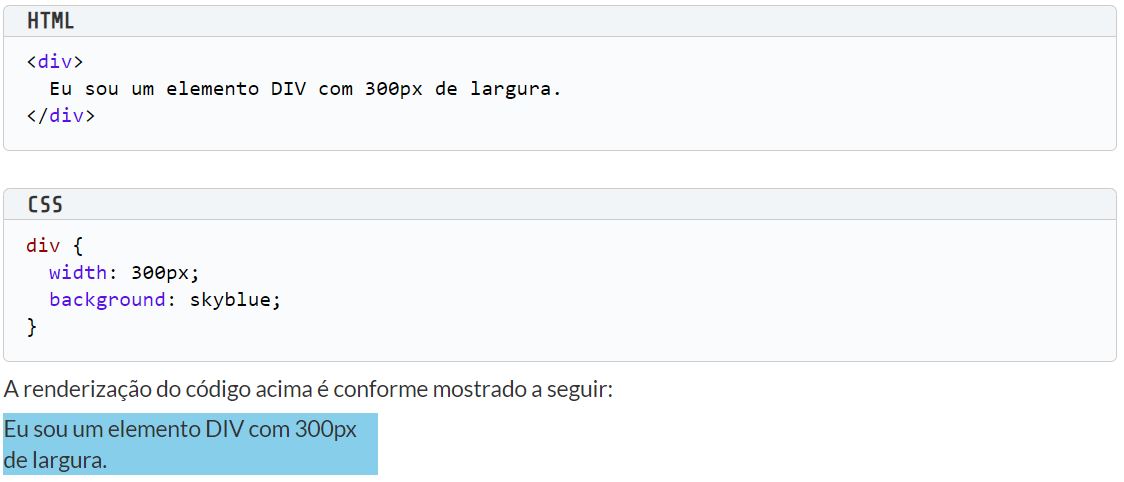 HTML
<div>
  Eu sou um elemento DIV com 300px de largura.
</div>
CSS
div {
  width: 300px;
  background: skyblue;
}
A renderização do código acima é conforme mostrado a seguir:
Eu sou um elemento DIV com 300px
de largura.